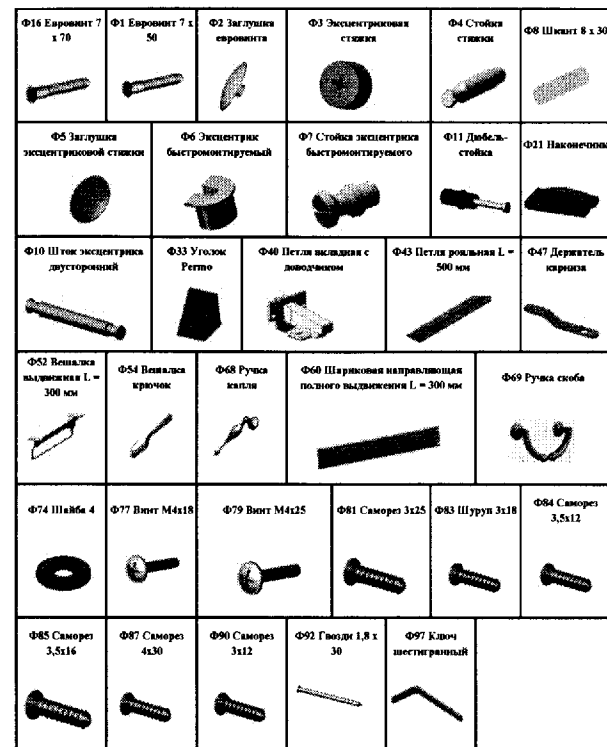 Ф16 Евровинт 7
х 70
Ф1 Евровинт 7 х
50
Ф2 Заглушка
евровинта
Ф3 Эксцентриковая
стяжка
Ф4 Стойка
стяжки
Ф8 Шкант 8 х 30
Ф5 Заглушка
эксцентриковой стяжки
Ф6 Эксцентрик
быстромонтируемый
Ф7 Стойка эксцентрика
быстромонтируемого
Ф11 Дюбель-
стойка
Ф21 Наконечник
Ф10 Шток эксцентрика
двусторонний
Ф33 Уголок
Permo
Ф40 Петля вкладная с
доводчиком
Ф43 Петля рояльная L =
500 мм
Ф47 Держатель
карниза
Ф52 Вешалка
выдвижная L =
300 мм
Ф54 Вешалка
крючок
Ф68 Ручка
капля
Ф60 Шариковая направляющая
полного выдвижения L = 300 мм
Ф69 Ручка скоба
Ф74 Шайба 4
Ф77 Винт М4х18
Ф79 Винт М4х25
Ф81 Саморез 3х25
Ф83 Шуруп 3х18
Ф84 Саморез
3,5х12
Ф85 Саморез
3,5х16
Ф87 Саморез
4х30
Ф90 Саморез
3х12
Ф92 Гвозди 1,8 х
30
Ф97 Ключ
шестигранный